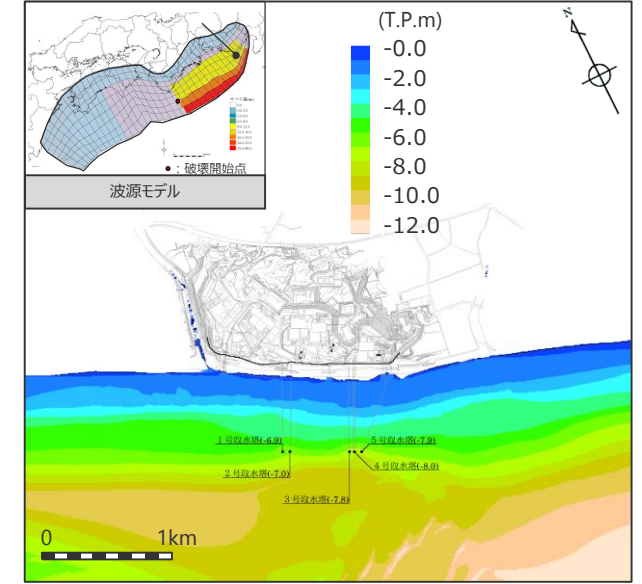 (T.P.m)
-0.0
-2.0
-4.0
-6.0
-8.0
-10.0
-12.0
N
：破壊開始点
波源モデル
1号取水塔(-6.9)
5号取水塔(-7.9)
2号取水塔(-7.0)
4号取水塔(-8.0)
3号取水塔(-7.8)
0 1km